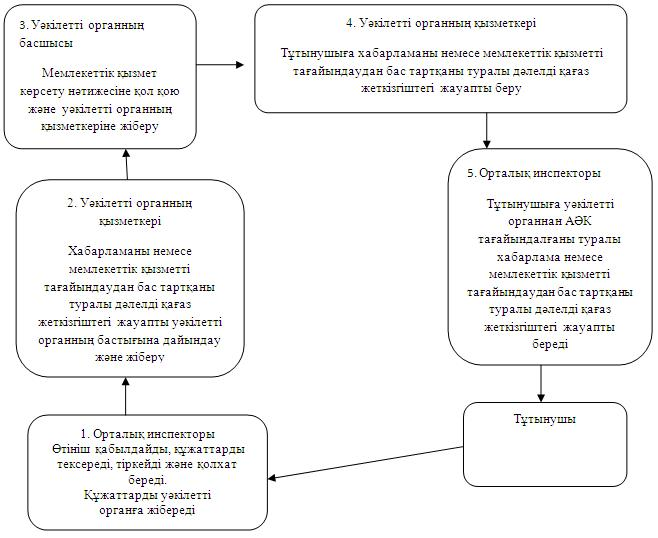 3. Уәкілетті органның
басшысы
Мемлекеттік қызмет
көрсету нәтижесіне қол қою
және уәкілетті органның
қызметкеріне жіберу
4. Уәкілетті органның қызметкері
Тұтынушыға хабарламаны немесе мемлекеттік қызметті
тағайындаудан бас тартқаны туралы дәлелді қағаз
жеткізгіштегі жауапты беру
2. Уәкілетті органның
қызметкері
Хабарламаны немесе
мемлекеттік қызметті
тағайындаудан бас тартқаны
туралы дәлелді қағаз
жеткізгіштегі жауапты уәкілетті
органның бастығына дайындау
және жіберу
5. Орталық инспекторы
Тұтынушыға уәкілетті
органнан АӘК
тағайындалғаны туралы
хабарлама немесе
мемлекеттік қызметті
тағайындаудан бас тартқаны
туралы дәлелді қағаз
жеткізгіштегі жауапты
береді
1. Орталық инспекторы
Өтініш қабылдайды, құжаттарды
тексереді, тіркейді және қолхат
береді.
Құжаттарды уәкілетті
органға жібереді
Тұтынушы